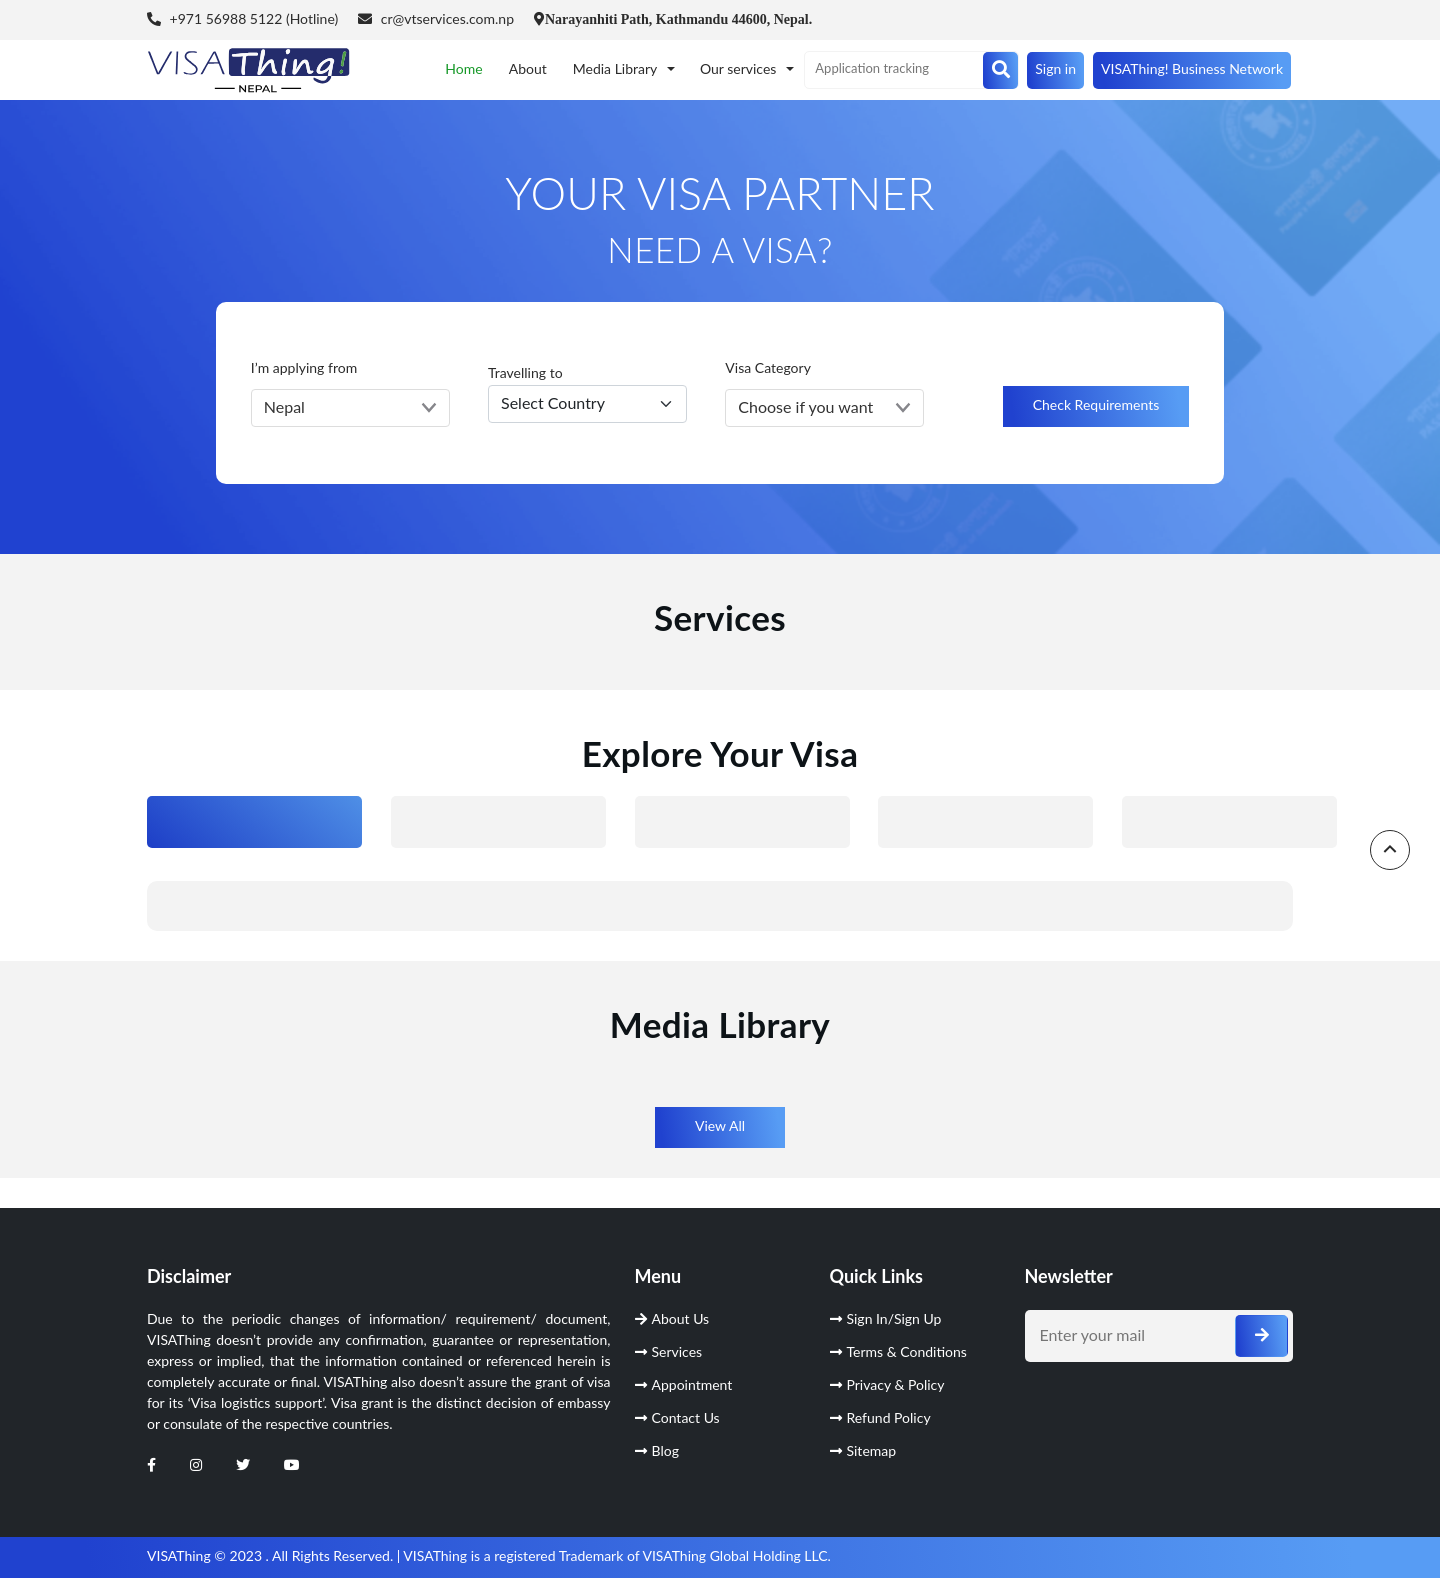 +971 56988 5122 (Hotline) cr@vtservices.com.np Narayanhiti Path, Kathmandu 44600, Nepal.
VISAThing!
NEPAL
Home About Media Library Our services Application tracking Sign in VISAThing! Business Network
YOUR VISA PARTNER
NEED A VISA?
I'm applying from Travelling to Visa Category
Nepal Select Country Choose if you want Check Requirements
Services
Explore Your Visa
Media Library
View All
Disclaimer
Due to the periodic changes of information/ requirement/ document,
VISAThing doesn't provide any confirmation, guarantee or representation,
express or implied, that the information contained or referenced herein is
completely accurate or final. VISAThing also doesn't assure the grant of visa
for its ‘Visa logistics support’. Visa grant is the distinct decision of embassy
or consulate of the respective countries.
Menu
About Us
Services
Appointment
Contact Us
Blog
Quick Links
Sign In/Sign Up
Terms & Conditions
Privacy & Policy
Refund Policy
Sitemap
Newsletter
Enter your mail
VISAThing © 2023 . All Rights Reserved. | VISAThing is a registered Trademark of VISAThing Global Holding LLC.